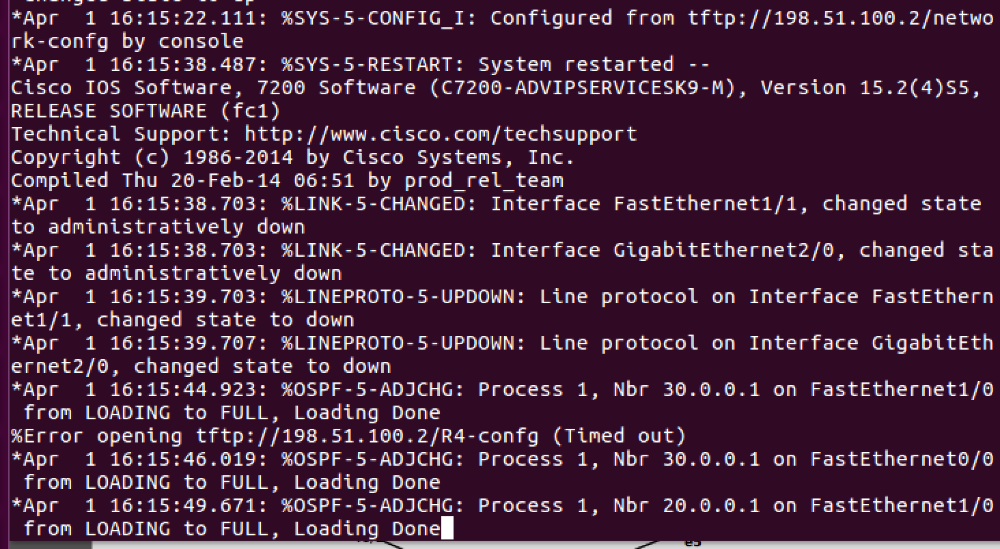 changed state to up
*Apr  1 16:15:22.111: %SYS-5-CONFIG_I: Configured from tftp://198.51.100.2/netwo
rk-confg by console
*Apr  1 16:15:38.487: %SYS-5-RESTART: System restarted --
Cisco IOS Software, 7200 Software (C7200-ADVIPSERVICESK9-M), Version 15.2(4)S5,
RELEASE SOFTWARE (fc1)
Technical Support: http://www.cisco.com/techsupport
Copyright (c) 1986-2014 by Cisco Systems, Inc.
Compiled Thu 20-Feb-14 06:51 by prod_rel_team
*Apr  1 16:15:38.703: %LINK-5-CHANGED: Interface FastEthernet1/1, changed state
to administratively down
*Apr  1 16:15:38.703: %LINK-5-CHANGED: Interface GigabitEthernet2/0, changed sta
te to administratively down
*Apr  1 16:15:39.703: %LINEPROTO-5-UPDOWN: Line protocol on Interface FastEthern
et1/1, changed state to down
*Apr  1 16:15:39.707: %LINEPROTO-5-UPDOWN: Line protocol on Interface GigabitEth
ernet2/0, changed state to down
*Apr  1 16:15:44.923: %OSPF-5-ADJCHG: Process 1, Nbr 30.0.0.1 on FastEthernet1/0
 from LOADING to FULL, Loading Done
%Error opening tftp://198.51.100.2/R4-confg (Timed out)
*Apr  1 16:15:46.019: %OSPF-5-ADJCHG: Process 1, Nbr 30.0.0.1 on FastEthernet0/0
 from LOADING to FULL, Loading Done
*Apr  1 16:15:49.671: %OSPF-5-ADJCHG: Process 1, Nbr 20.0.0.1 on FastEthernet1/0
 from LOADING to FULL, Loading Done